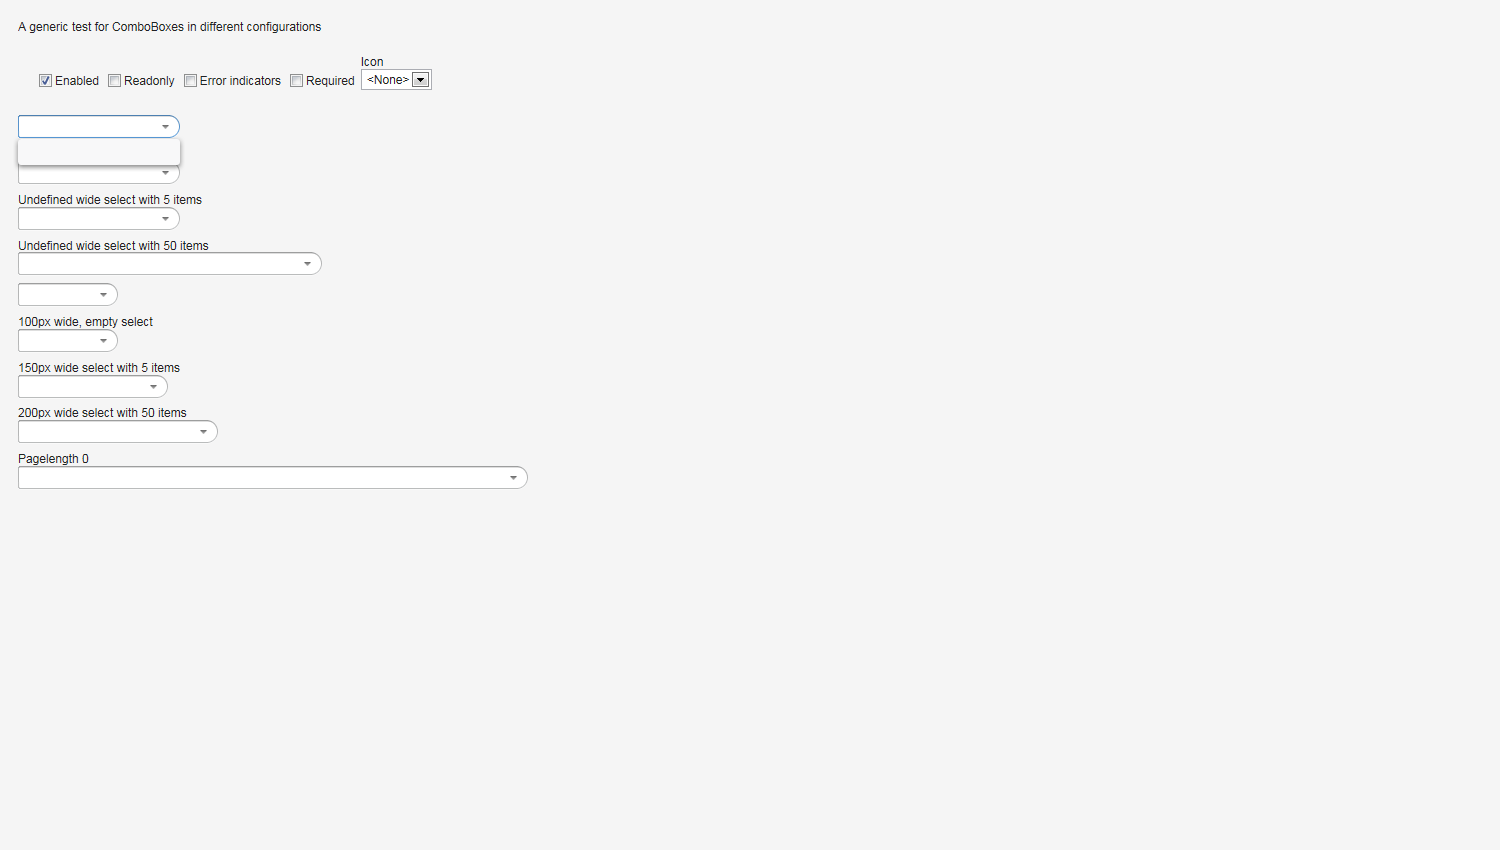 A generic test for ComboBoxes in different configurations
Icon
Enabled Readonly Error indicators Required <None>
Undefined wide select with 5 items
Undefined wide select with 50 items
100px wide, empty select
150px wide select with 5 items
200px wide select with 50 items
Pagelength 0